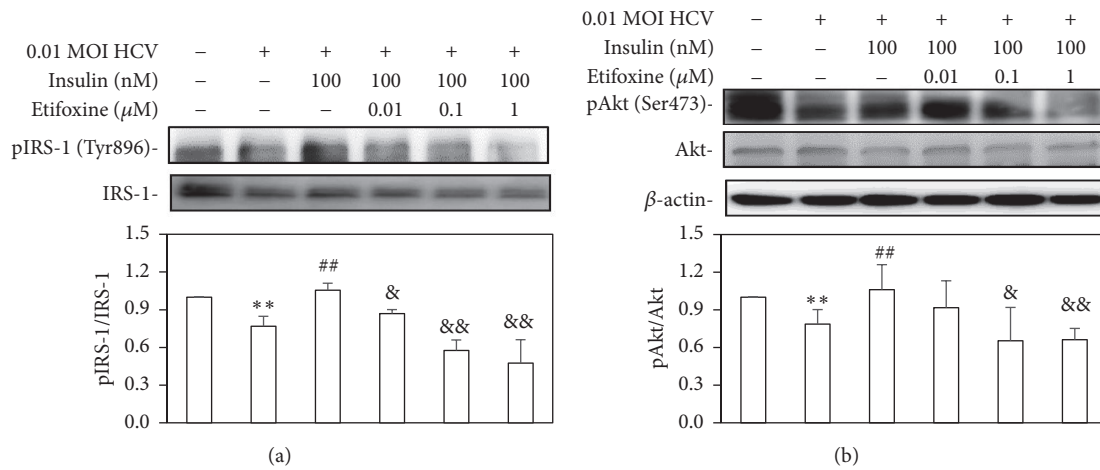 0.01 MOI HCV – + + + + +
Insulin (nM) – – 100 100 100 100
Etifoxine (μM) – – – 0.01 0.1 1
pIRS-1 (Tyr896)-
IRS-1-
1.5
1.2
0.9
0.6
0.3
0.0
pIRS-1/IRS-1
**
##
&
&&
&&
(a)
0.01 MOI HCV – + + + + +
Insulin (nM) – – 100 100 100 100
Etifoxine (μM) – – – 0.01 0.1 1
pAkt (Ser473)-
Akt-
β-actin-
1.5
1.2
0.9
0.6
0.3
0.0
pAkt/Akt
**
##
&
&&
(b)